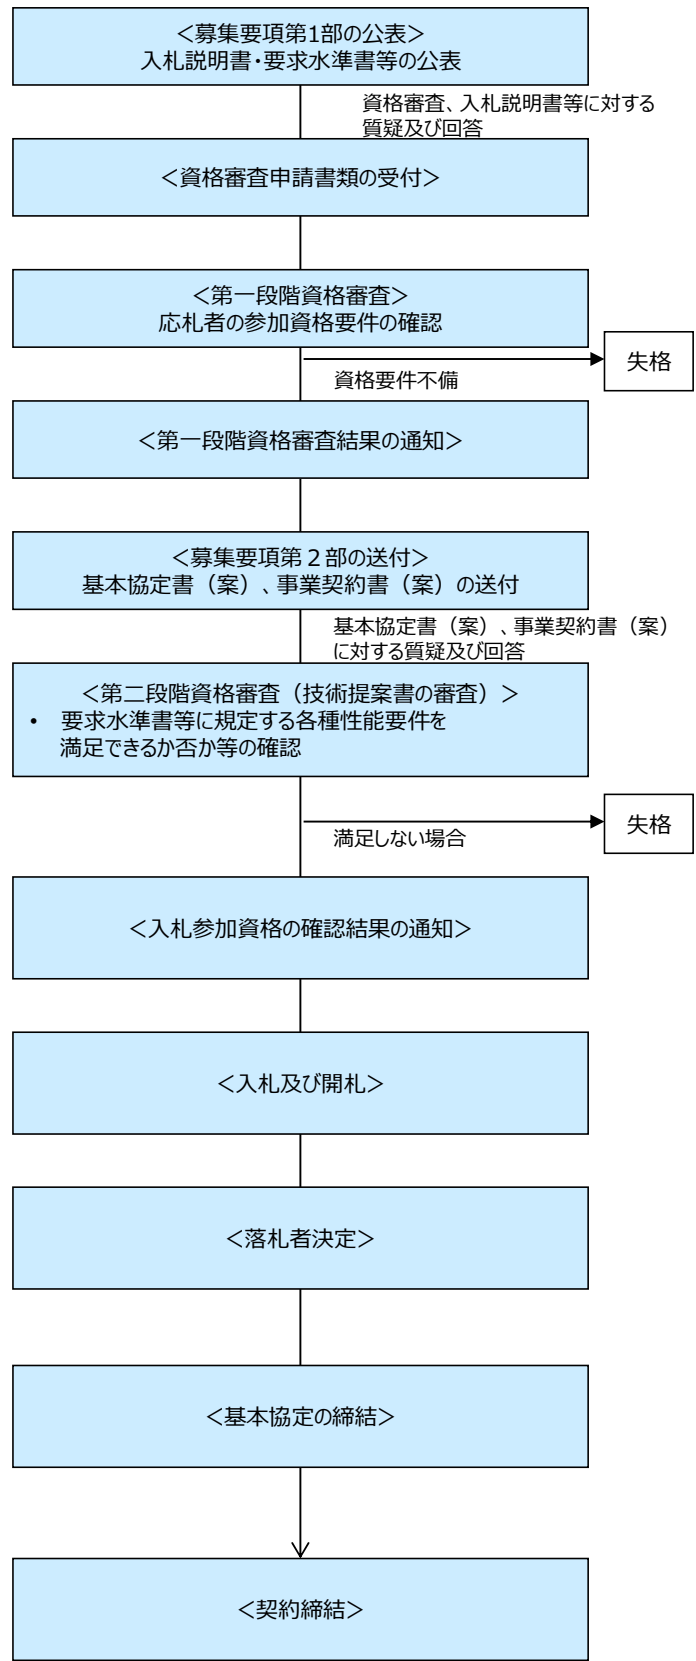 ＜募集要項第1部の公表＞
入札説明書・要求水準書等の公表
資格審査、入札説明書等に対する
質疑及び回答
＜資格審査申請書類の受付＞
＜第一段階資格審査＞
応札者の参加資格要件の確認
失格
資格要件不備
＜第一段階資格審査結果の通知＞
＜募集要項第２部の送付＞
基本協定書（案）、事業契約書（案）の送付
基本協定書（案）、事業契約書（案）
に対する質疑及び回答
＜第二段階資格審査（技術提案書の審査）＞
• 要求水準書等に規定する各種性能要件を
満足できるか否か等の確認
失格
満足しない場合
＜入札参加資格の確認結果の通知＞
＜入札及び開札＞
＜落札者決定＞
＜基本協定の締結＞
＜契約締結＞